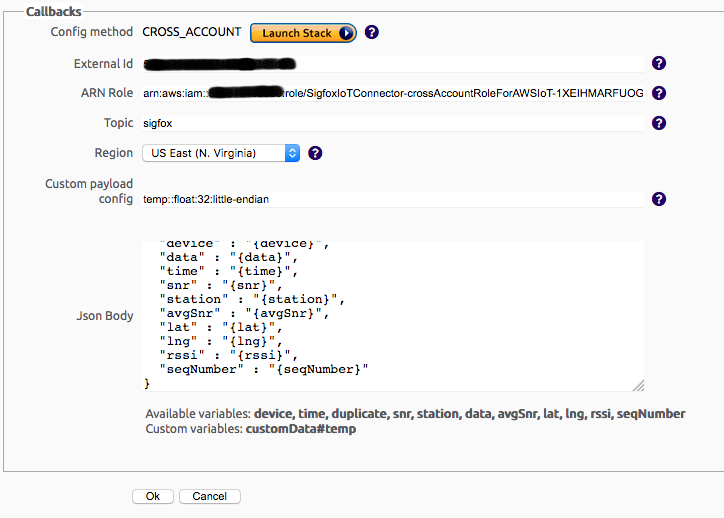 Callbacks
Config method CROSS_ACCOUNT Launch Stack ?
External Id ?
ARN Role arn:aws:iam:: :role/SigfoxIoTConnector-crossAccountRoleForAWSIoT-1XEIHMARFUOG ?
Topic sigfox ?
Region US East (N. Virginia) ?
Custom payload
config temp::float:32:little-endian ?
"device" : "{device}",
"data" : "{data}",
"time" : "{time}",
"snr" : "{snr}",
"station" : "{station}",
"avgSnr" : "{avgSnr}",
Json Body
"lat" : "{lat}",
"lng" : "{lng}",
"rssi" : "{rssi}",
"seqNumber" : "{seqNumber}"
}
Available variables: device, time, duplicate, snr, station, data, avgSnr, lat, lng, rssi, seqNumber
Custom variables: customData#temp
Ok Cancel